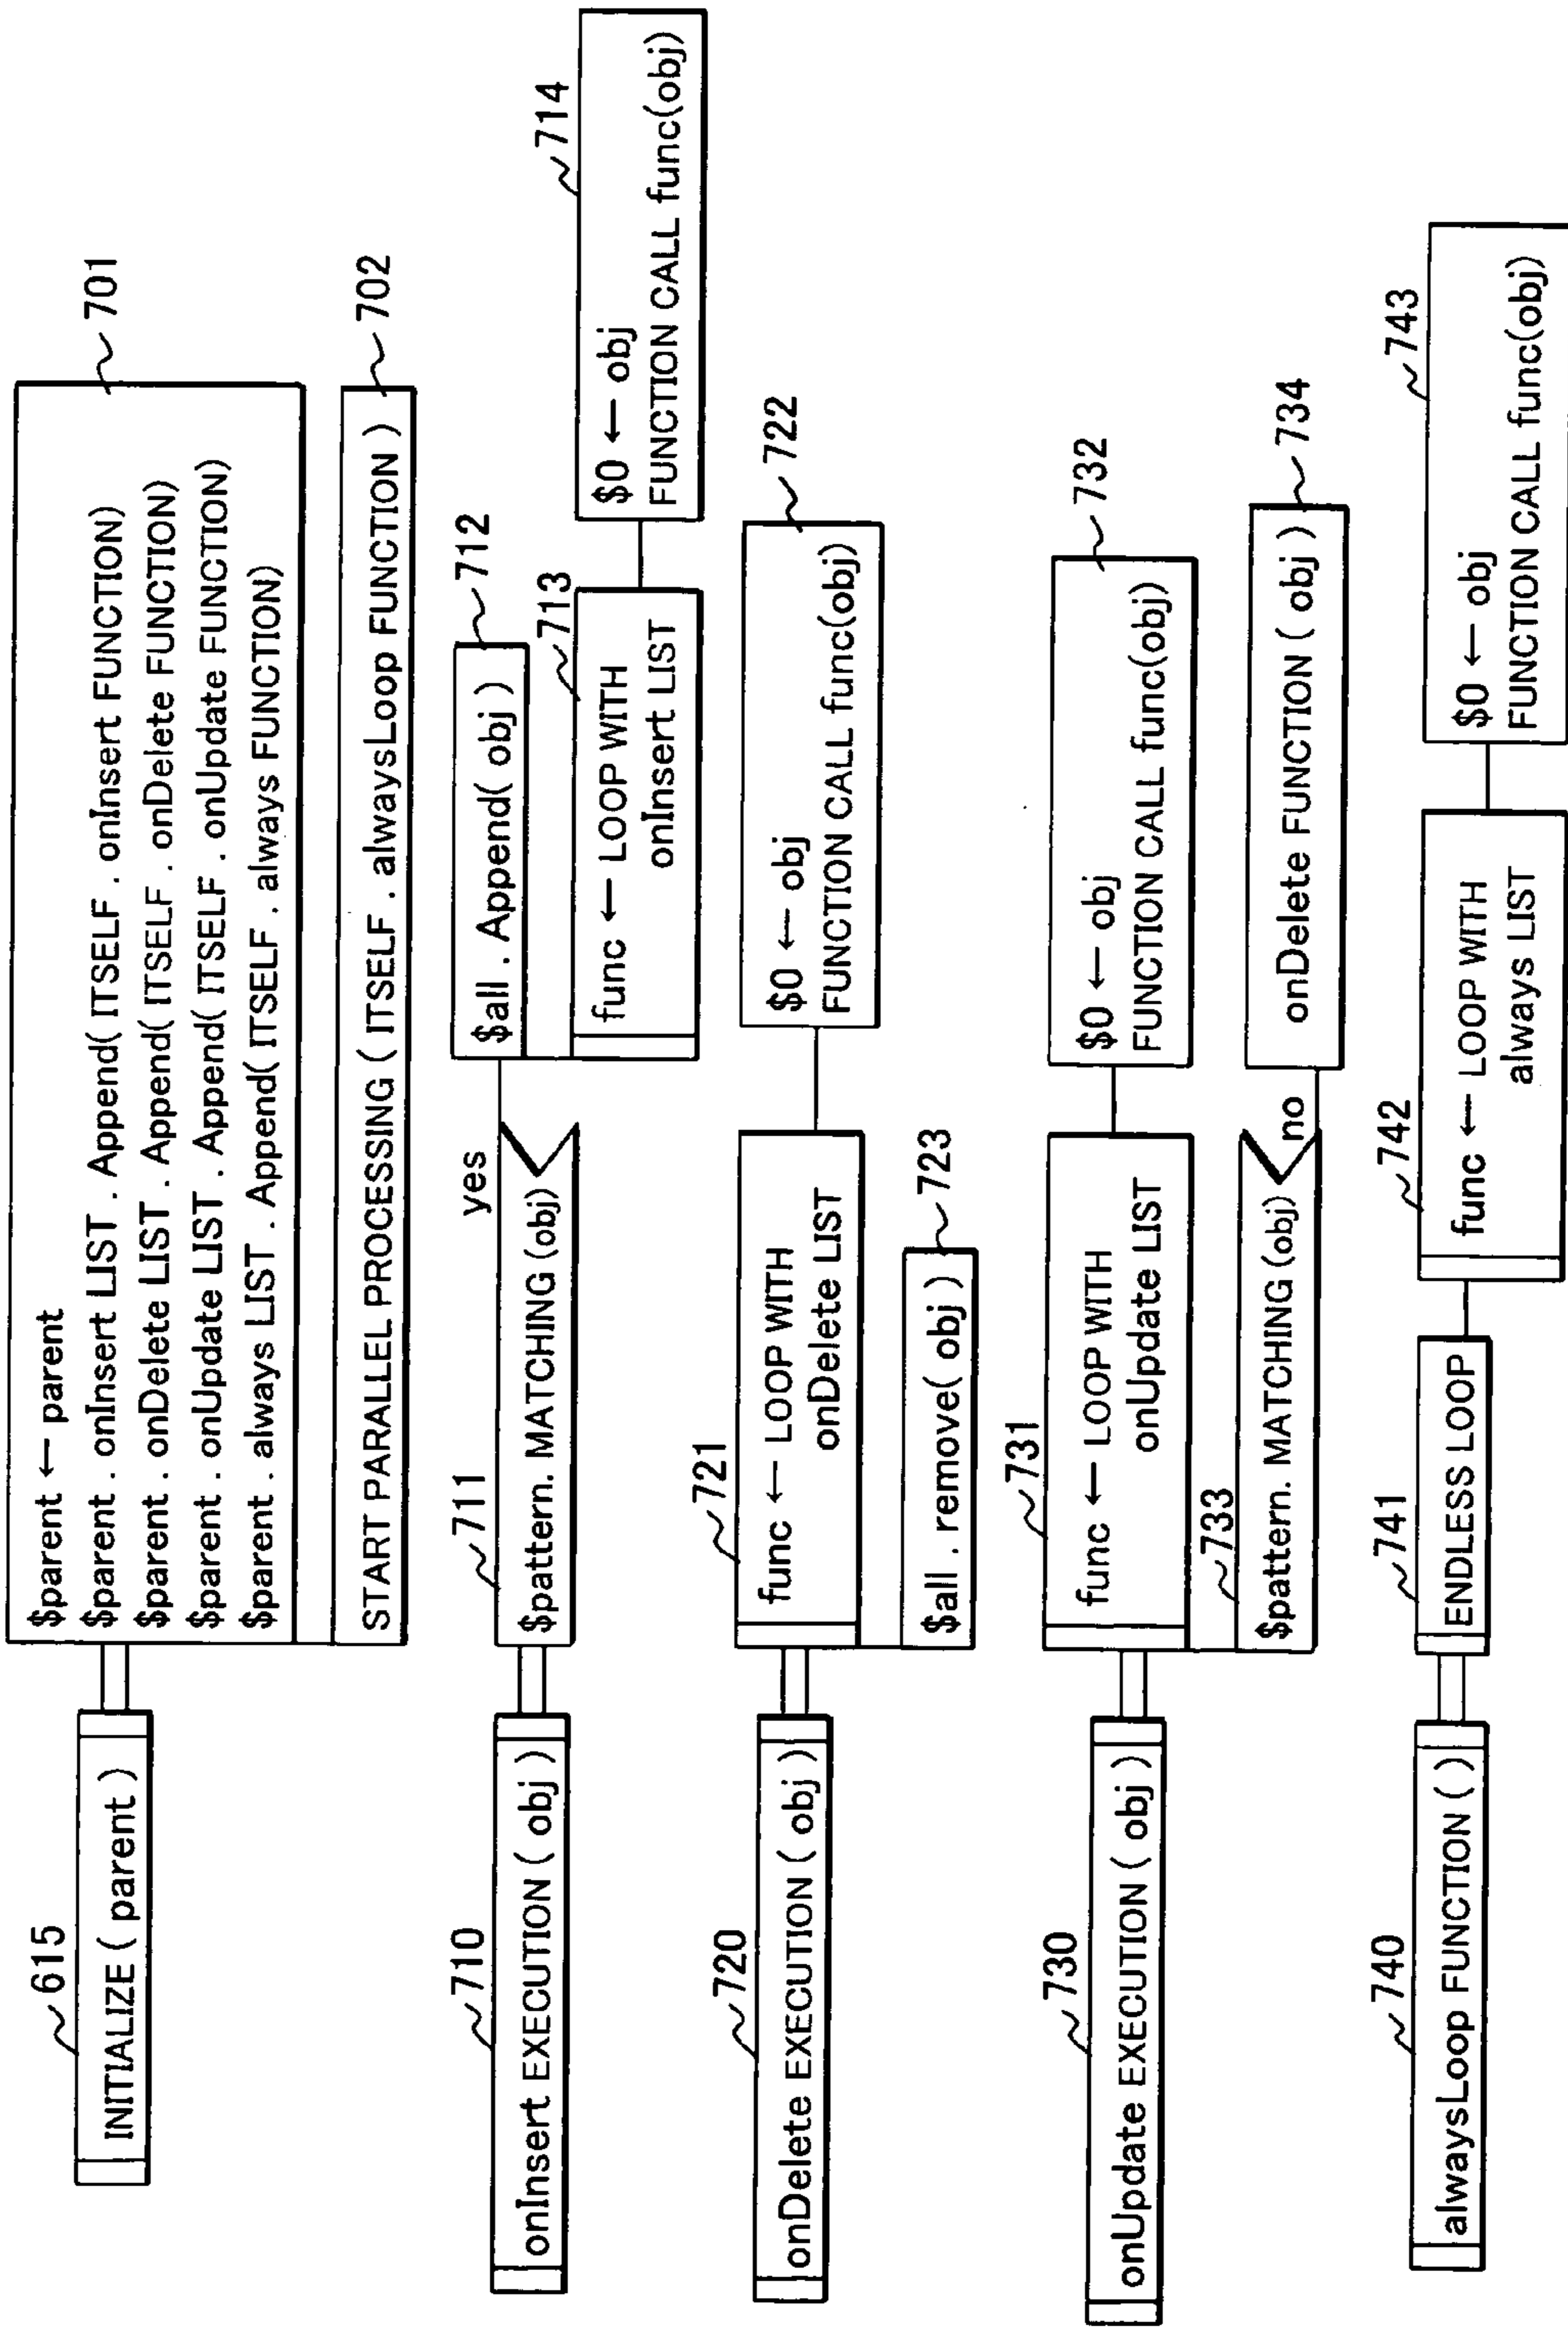 615
INITIALIZE ( parent )
701
$parent ← parent
$parent . onInsert LIST . Append( ITSELF . onInsert FUNCTION)
$parent . onDelete LIST . Append( ITSELF . onDelete FUNCTION)
$parent . onUpdate LIST . Append( ITSELF . onUpdate FUNCTION)
$parent . always LIST . Append( ITSELF . always FUNCTION)
702
START PARALLEL PROCESSING ( ITSELF . alwaysLoop FUNCTION )
710
onInsert EXECUTION ( obj )
711
$pattern. MATCHING (obj)
yes
712
$all . Append( obj )
713
func ← LOOP WITH
onInsert LIST
714
$0 ← obj
FUNCTION CALL func(obj)
720
onDelete EXECUTION ( obj )
721
func ← LOOP WITH
onDelete LIST
722
$0 ← obj
FUNCTION CALL func(obj)
723
$all . remove( obj )
730
onUpdate EXECUTION ( obj )
731
func ← LOOP WITH
onUpdate LIST
732
$0 ← obj
FUNCTION CALL func(obj)
733
$pattern. MATCHING (obj)
no
734
onDelete FUNCTION ( obj )
740
alwaysLoop FUNCTION ( )
741
ENDLESS LOOP
742
func ← LOOP WITH
always LIST
743
$0 ← obj
FUNCTION CALL func(obj)